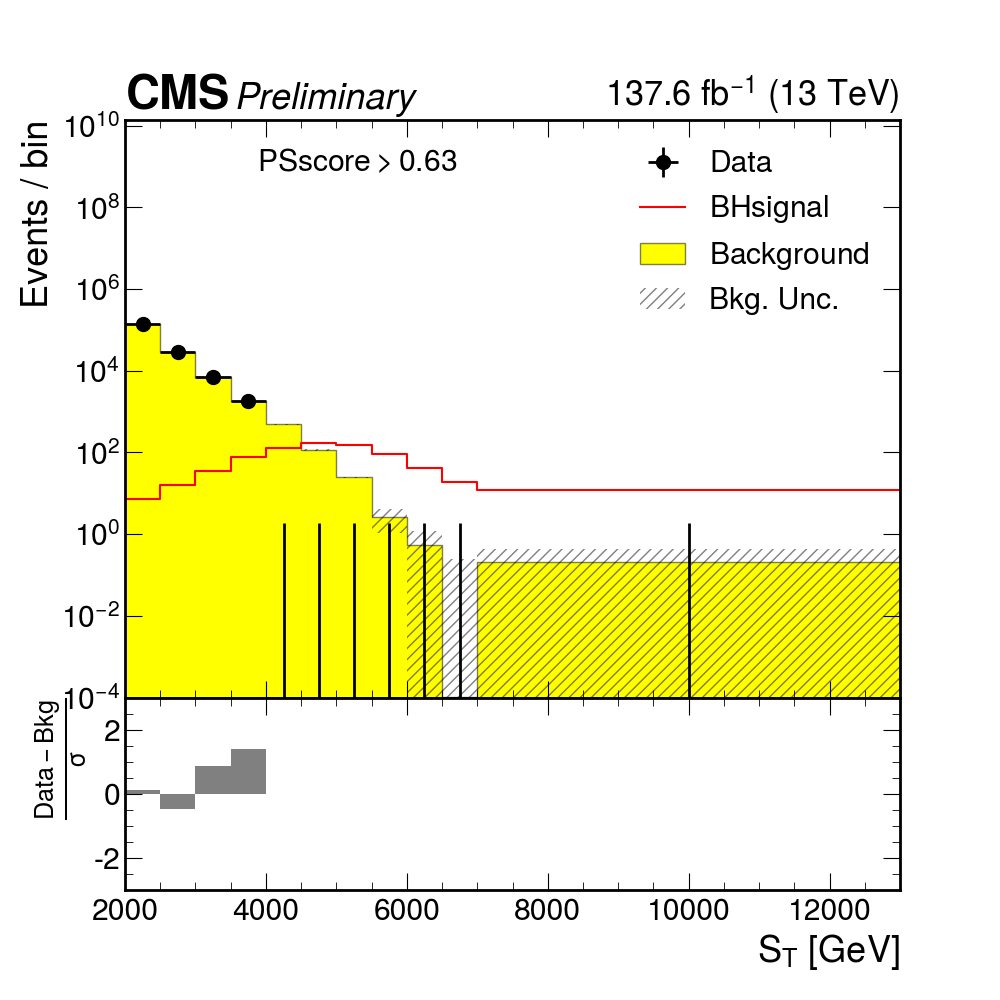 CMS Preliminary 137.6 fb⁻¹ (13 TeV)
Events / bin
10¹⁰
10⁸
10⁶
10⁴
10²
10⁰
10⁻²
10⁻⁴
PSscore > 0.63
Data
BHsignal
Background
Bkg. Unc.
Data – Bkg
σ
2
0
-2
2000 4000 6000 8000 10000 12000
S_T [GeV]